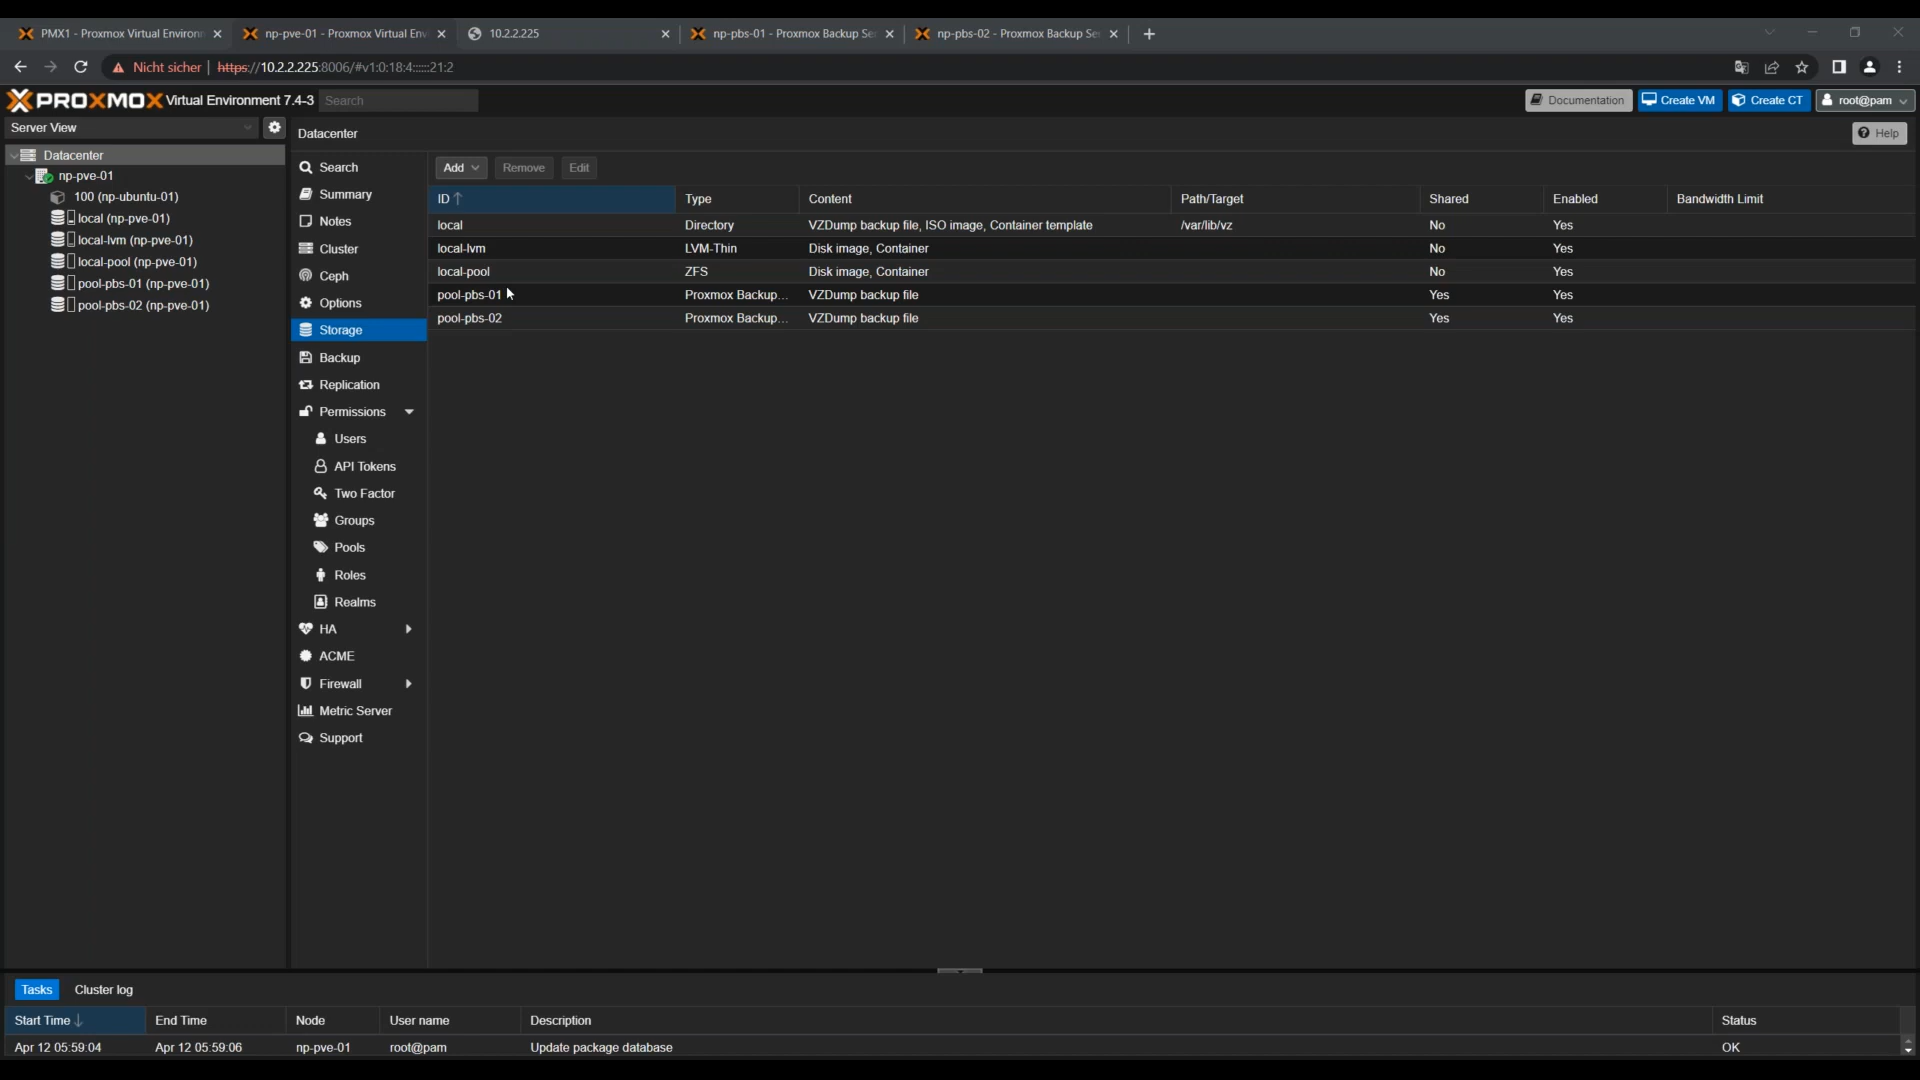 PMX1 - Proxmox Virtual Environm
np-pve-01 - Proxmox Virtual Envi
10.2.2.225
np-pbs-01 - Proxmox Backup Se
np-pbs-02 - Proxmox Backup Se
Nicht sicher | https://10.2.2.225:8006/#v1:0:18:4::::::21:2
PROXMOX Virtual Environment 7.4-3 Search
Documentation Create VM Create CT root@pam
Server View
Datacenter
np-pve-01
100 (np-ubuntu-01)
local (np-pve-01)
local-lvm (np-pve-01)
local-pool (np-pve-01)
pool-pbs-01 (np-pve-01)
pool-pbs-02 (np-pve-01)
Datacenter
Help
Search
Summary
Notes
Cluster
Ceph
Options
Storage
Backup
Replication
Permissions
Users
API Tokens
Two Factor
Groups
Pools
Roles
Realms
HA
ACME
Firewall
Metric Server
Support
Add Remove Edit
ID Type Content Path/Target Shared Enabled Bandwidth Limit
local Directory VZDump backup file, ISO image, Container template /var/lib/vz No Yes
local-lvm LVM-Thin Disk image, Container No Yes
local-pool ZFS Disk image, Container No Yes
pool-pbs-01 Proxmox Backup... VZDump backup file Yes Yes
pool-pbs-02 Proxmox Backup... VZDump backup file Yes Yes
Tasks Cluster log
Start Time End Time Node User name Description Status
Apr 12 05:59:04 Apr 12 05:59:06 np-pve-01 root@pam Update package database OK